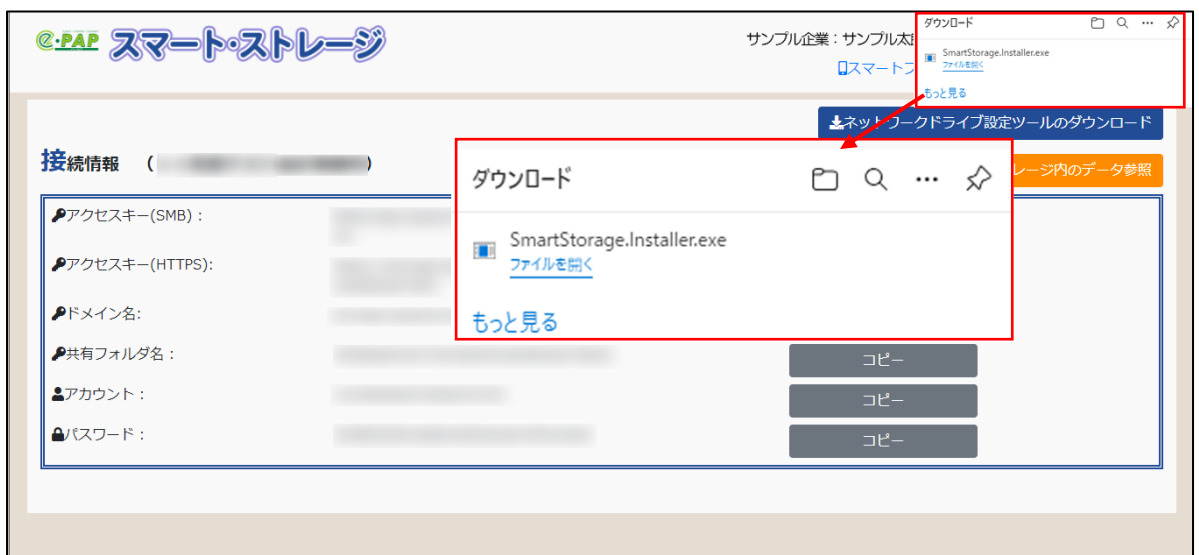 e-PAP スマート・ストレージ
サンプル企業：サンプル太
スマートフ
ダウンロード
SmartStorage.Installer.exe
ファイルを開く
もっと見る
ネットワークドライブ設定ツールのダウンロード
接続情報 （ ）
レージ内のデータ参照
ダウンロード
SmartStorage.Installer.exe
ファイルを開く
もっと見る
アクセスキー(SMB)：
アクセスキー(HTTPS):
ドメイン名:
共有フォルダ名：
コピー
アカウント：
コピー
パスワード：
コピー